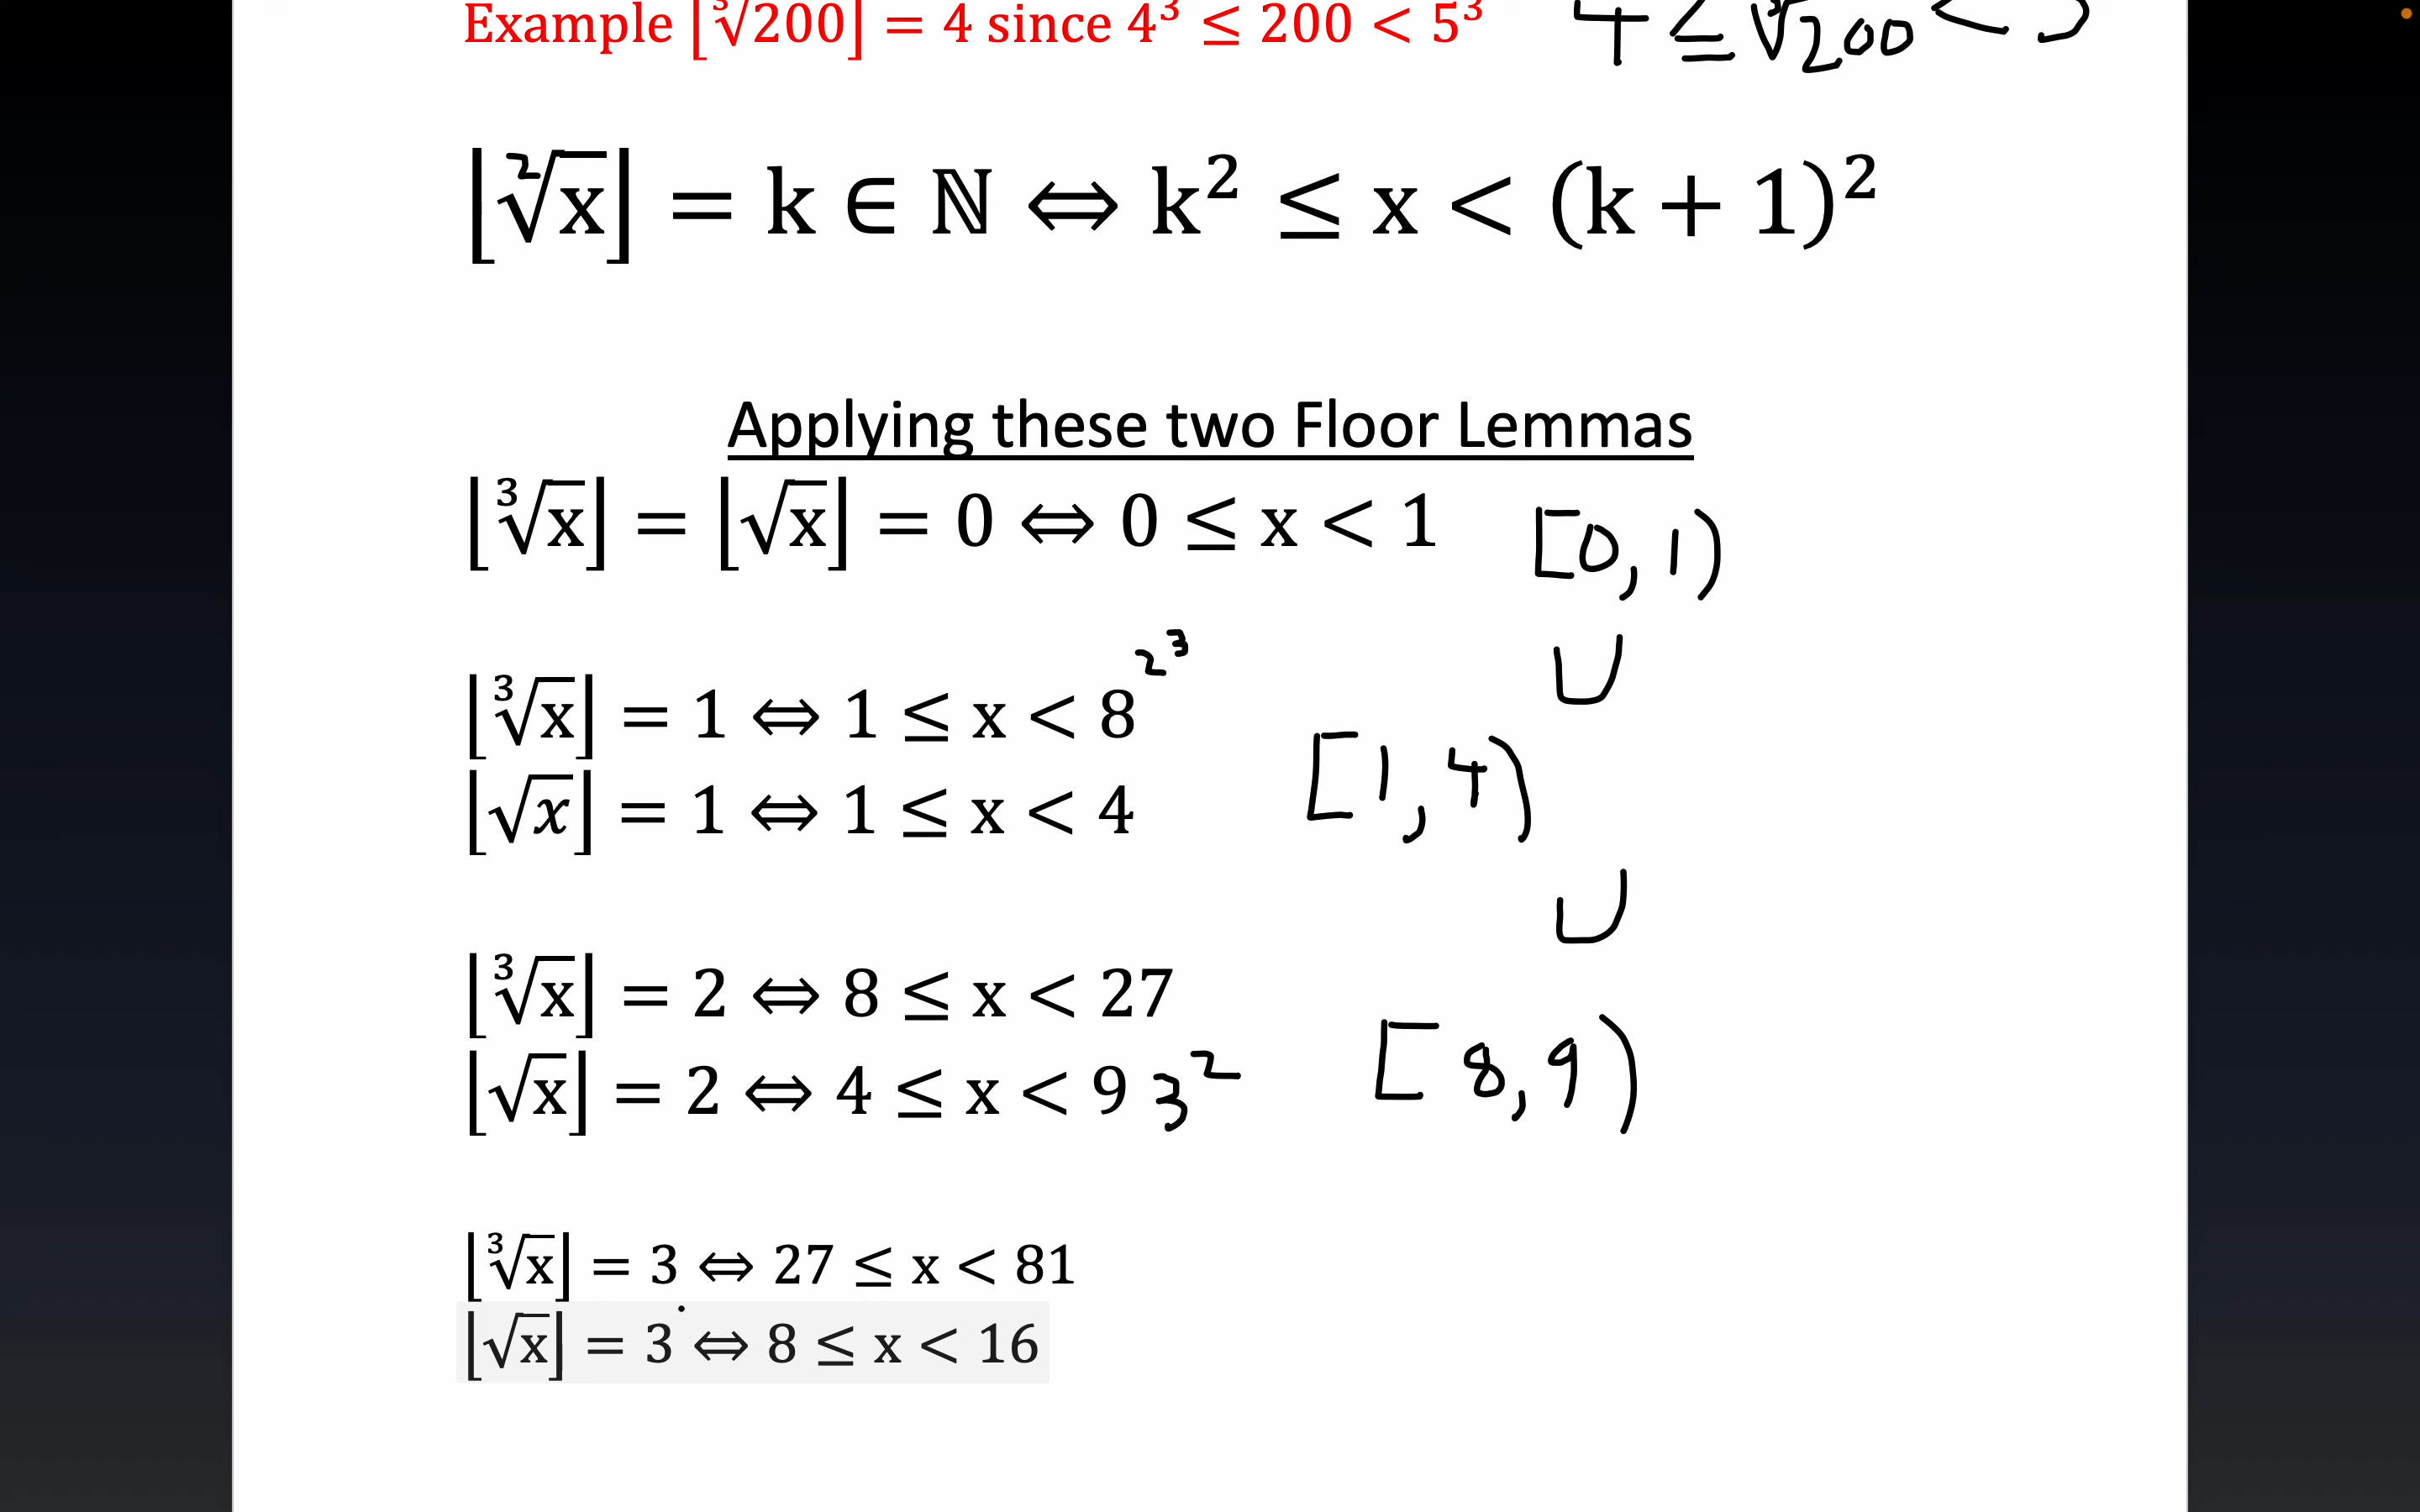 Example ⌊∛200⌋ = 4 since 4³ ≤ 200 < 5³ 4 ≤ ∛200 < 5
⌊²√x⌋ = k ∈ ℕ ⇔ k² ≤ x < (k + 1)²
Applying these two Floor Lemmas
⌊∛x⌋ = ⌊√x⌋ = 0 ⇔ 0 ≤ x < 1 [0, 1)
∪
⌊∛x⌋ = 1 ⇔ 1 ≤ x < 8 2³
⌊√x⌋ = 1 ⇔ 1 ≤ x < 4 [1, 4)
∪
⌊∛x⌋ = 2 ⇔ 8 ≤ x < 27
⌊√x⌋ = 2 ⇔ 4 ≤ x < 9 3² [8, 9)
⌊∛x⌋ = 3 ⇔ 27 ≤ x < 81
⌊√x⌋ = 3 ⇔ 8 ≤ x < 16